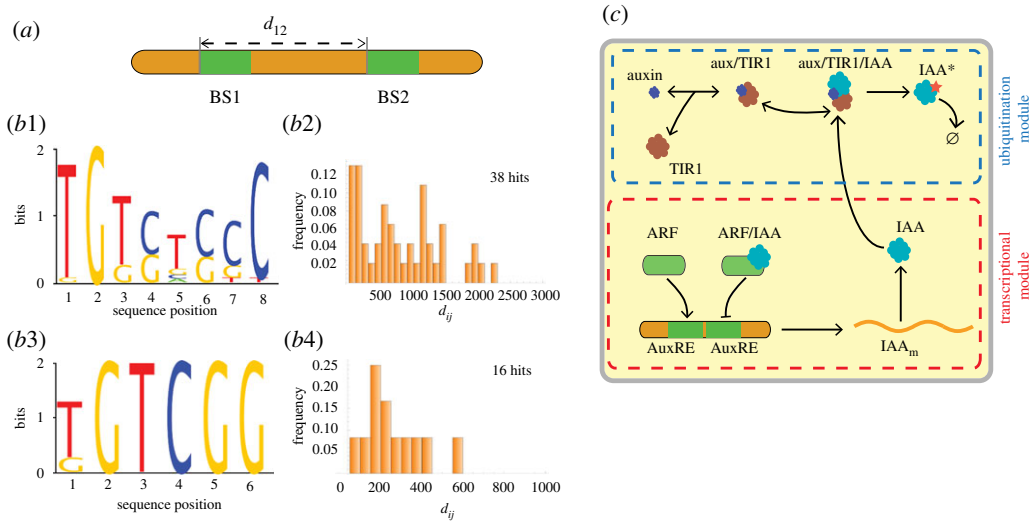 (a)
d12
BS1 BS2
(b1)
2
1
0
bits
T G T C T C C C
G G G G G G T T
1 2 3 4 5 6 7 8
sequence position
(b2)
38 hits
0.12
0.10
0.08
0.06
0.04
0.02
frequency
500 1000 1500 2000 2500 3000
dij
(b3)
2
1
0
bits
T G T C G G
G
1 2 3 4 5 6
sequence position
(b4)
16 hits
0.25
0.20
0.15
0.10
0.05
frequency
0 200 400 600 800 1000
dij
(c)
auxin
aux/TIR1
aux/TIR1/IAA
IAA*
TIR1
∅
ubiquitination
module
ARF
ARF/IAA
IAA
AuxRE AuxRE
IAAm
transcriptional
module